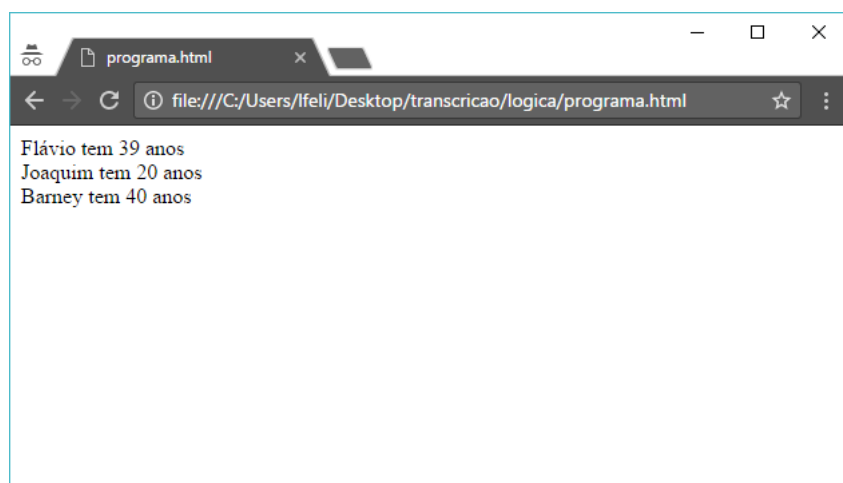 programa.html
file:///C:/Users/lfeli/Desktop/transcricao/logica/programa.html
Flávio tem 39 anos
Joaquim tem 20 anos
Barney tem 40 anos